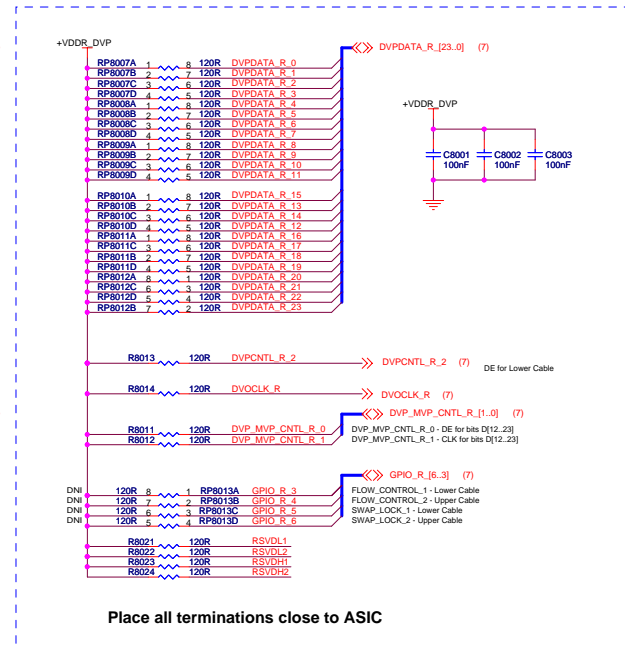 +VDDR_DVP
DVPDATA_R_[23..0] (7)
RP8007A 1 8 120R DVPDATA_R_0
RP8007B 2 7 120R DVPDATA_R_1
RP8007C 3 6 120R DVPDATA_R_2
RP8007D 4 5 120R DVPDATA_R_3
RP8008A 1 8 120R DVPDATA_R_4
RP8008B 2 7 120R DVPDATA_R_5
RP8008C 3 6 120R DVPDATA_R_6
RP8008D 4 5 120R DVPDATA_R_7
RP8009A 1 8 120R DVPDATA_R_8
RP8009B 2 7 120R DVPDATA_R_9
RP8009C 3 6 120R DVPDATA_R_10
RP8009D 4 5 120R DVPDATA_R_11
RP8010A 1 8 120R DVPDATA_R_15
RP8010B 2 7 120R DVPDATA_R_13
RP8010C 3 6 120R DVPDATA_R_14
RP8010D 4 5 120R DVPDATA_R_12
RP8011A 1 8 120R DVPDATA_R_16
RP8011C 3 6 120R DVPDATA_R_17
RP8011B 2 7 120R DVPDATA_R_18
RP8011D 4 5 120R DVPDATA_R_19
RP8012A 8 1 120R DVPDATA_R_20
RP8012C 6 3 120R DVPDATA_R_21
RP8012D 5 4 120R DVPDATA_R_22
RP8012B 7 2 120R DVPDATA_R_23
+VDDR_DVP
C8001 C8002 C8003
100nF 100nF 100nF
R8013 120R DVPCNTL_R_2 DVPCNTL_R_2 (7) DE for Lower Cable
R8014 120R DVOCLK_R DVOCLK_R (7)
DVP_MVP_CNTL_R_[1..0] (7)
R8011 120R DVP_MVP_CNTL_R_0 DVP_MVP_CNTL_R_0 - DE for bits D[12..23]
R8012 120R DVP_MVP_CNTL_R_1 DVP_MVP_CNTL_R_1 - CLK for bits D[12..23]
GPIO_R_[6..3] (7)
DNI 120R 8 1 RP8013A GPIO_R_3 FLOW_CONTROL_1 - Lower Cable
DNI 120R 7 2 RP8013B GPIO_R_4 FLOW_CONTROL_2 - Upper Cable
DNI 120R 6 3 RP8013C GPIO_R_5 SWAP_LOCK_1 - Lower Cable
DNI 120R 5 4 RP8013D GPIO_R_6 SWAP_LOCK_2 - Upper Cable
R8021 120R RSVDL1
R8022 120R RSVDL2
R8023 120R RSVDH1
R8024 120R RSVDH2
Place all terminations close to ASIC